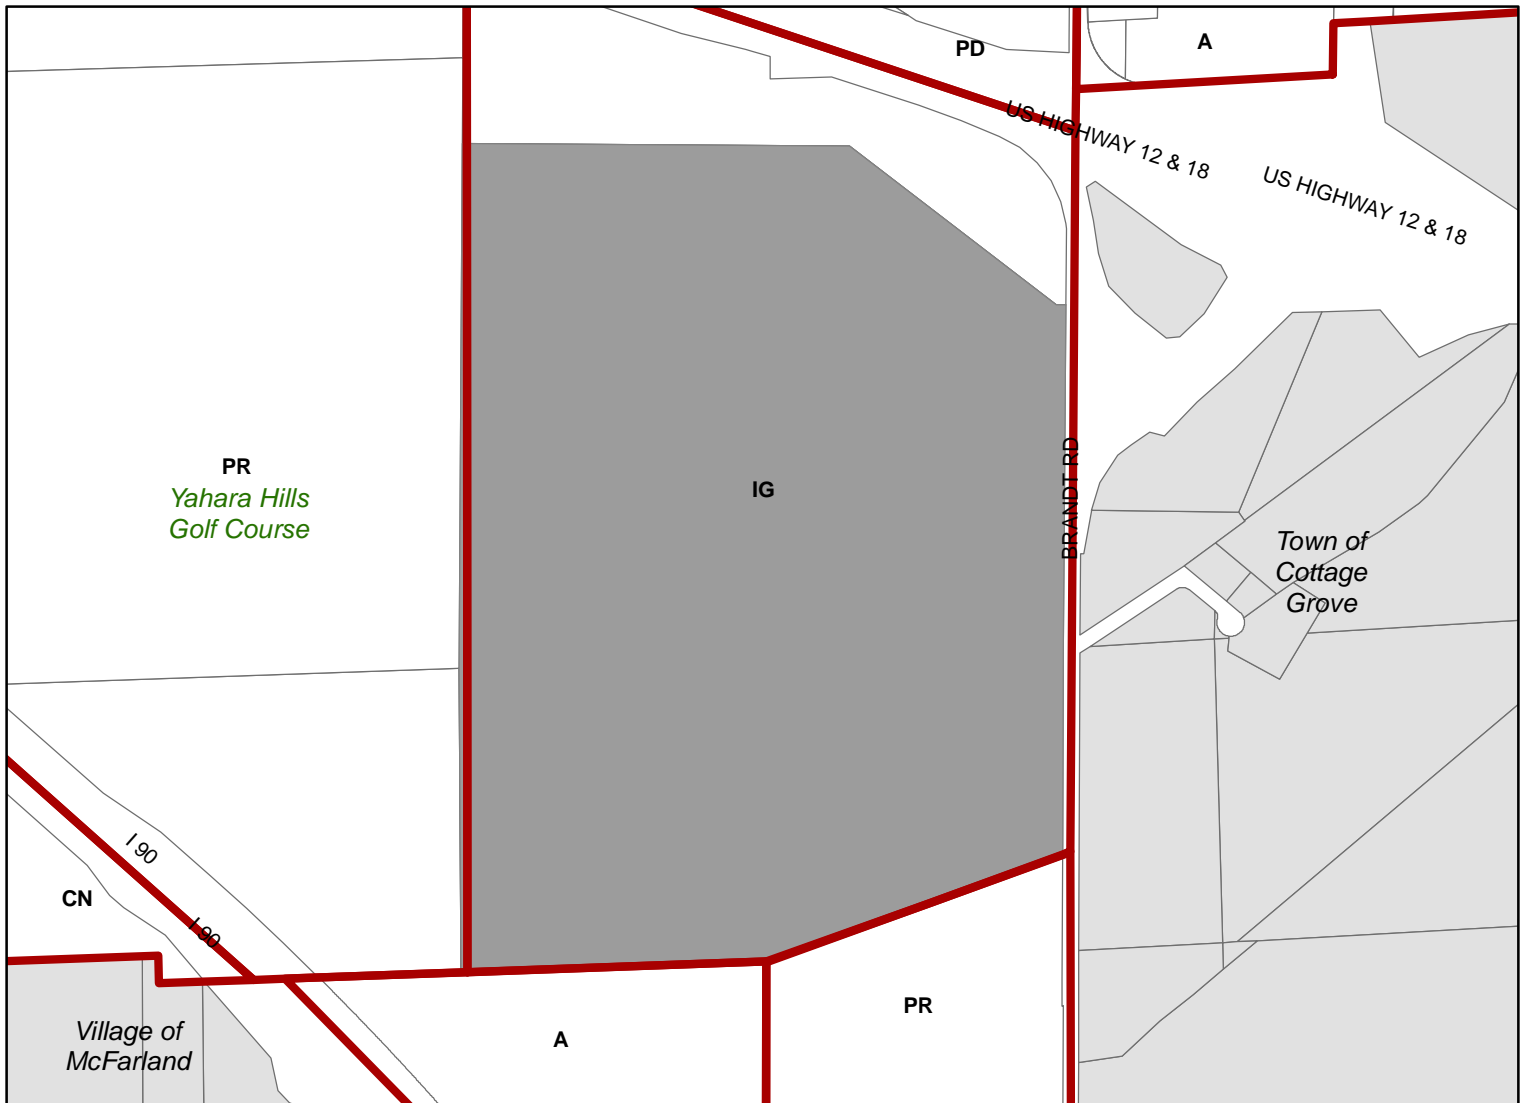 PD
A
US HIGHWAY 12 & 18
US HIGHWAY 12 & 18
PR
Yahara Hills
Golf Course
IG
BRANDT RD
Town of
Cottage
Grove
I 90
CN
I 90
Village of
McFarland
A
PR